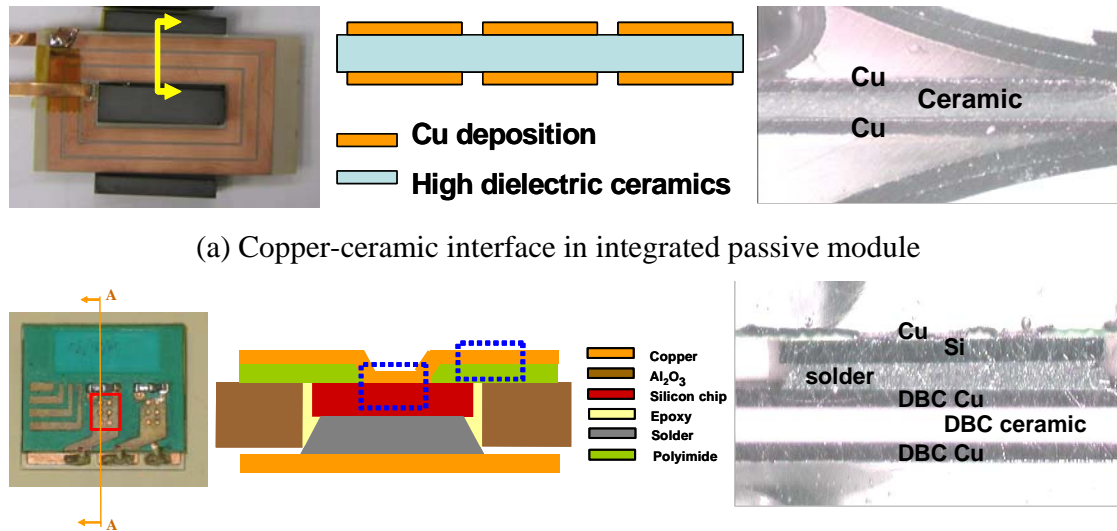 Cu deposition
High dielectric ceramics
Cu
Ceramic
Cu
(a) Copper-ceramic interface in integrated passive module
A
A
Copper
Al₂O₃
Silicon chip
Epoxy
Solder
Polyimide
Cu
Si
solder
DBC Cu
DBC ceramic
DBC Cu